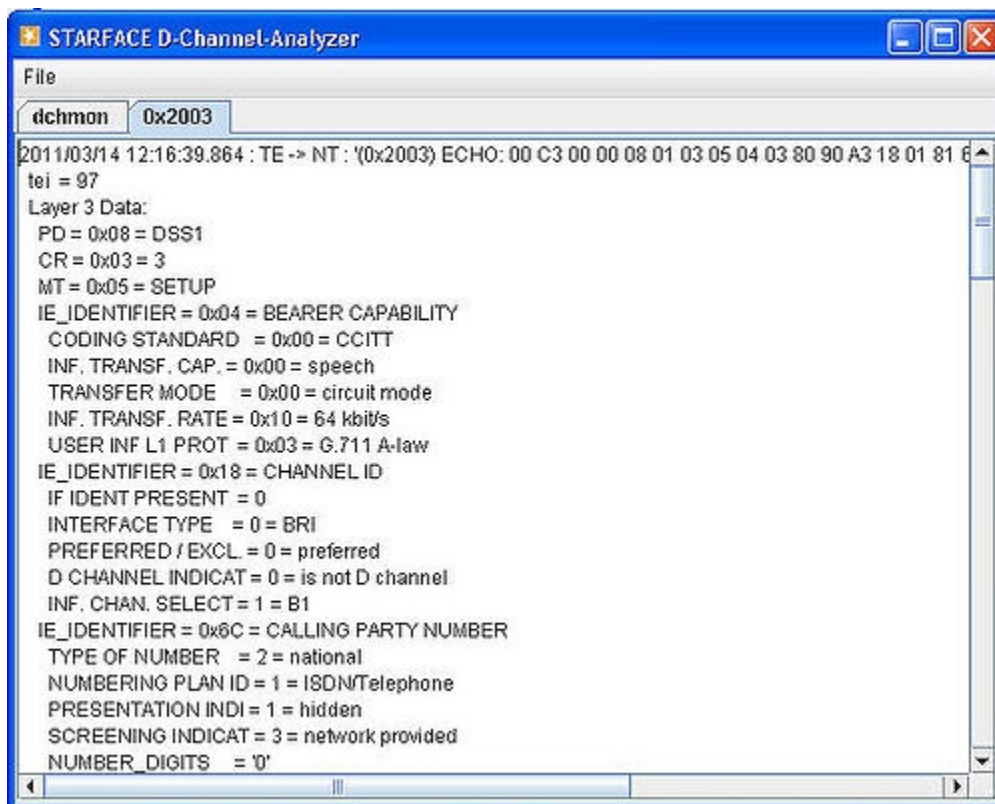 STARFACE D-Channel-Analyzer
File
dchmon 0x2003
2011/03/14 12:16:39.864 : TE -> NT : '(0x2003) ECHO: 00 C3 00 00 08 01 03 05 04 03 80 90 A3 18 01 81
tei = 97
Layer 3 Data:
PD = 0x08 = DSS1
CR = 0x03 = 3
MT = 0x05 = SETUP
IE_IDENTIFIER = 0x04 = BEARER CAPABILITY
CODING STANDARD = 0x00 = CCITT
INF. TRANSF. CAP. = 0x00 = speech
TRANSFER MODE = 0x00 = circuit mode
INF. TRANSF. RATE = 0x10 = 64 kbit/s
USER INF L1 PROT = 0x03 = G.711 A-law
IE_IDENTIFIER = 0x18 = CHANNEL ID
IF IDENT PRESENT = 0
INTERFACE TYPE = 0 = BRI
PREFERRED / EXCL. = 0 = preferred
D CHANNEL INDICAT = 0 = is not D channel
INF. CHAN. SELECT = 1 = B1
IE_IDENTIFIER = 0x6C = CALLING PARTY NUMBER
TYPE OF NUMBER = 2 = national
NUMBERING PLAN ID = 1 = ISDN/Telephone
PRESENTATION INDI = 1 = hidden
SCREENING INDICAT = 3 = network provided
NUMBER_DIGITS = '0'